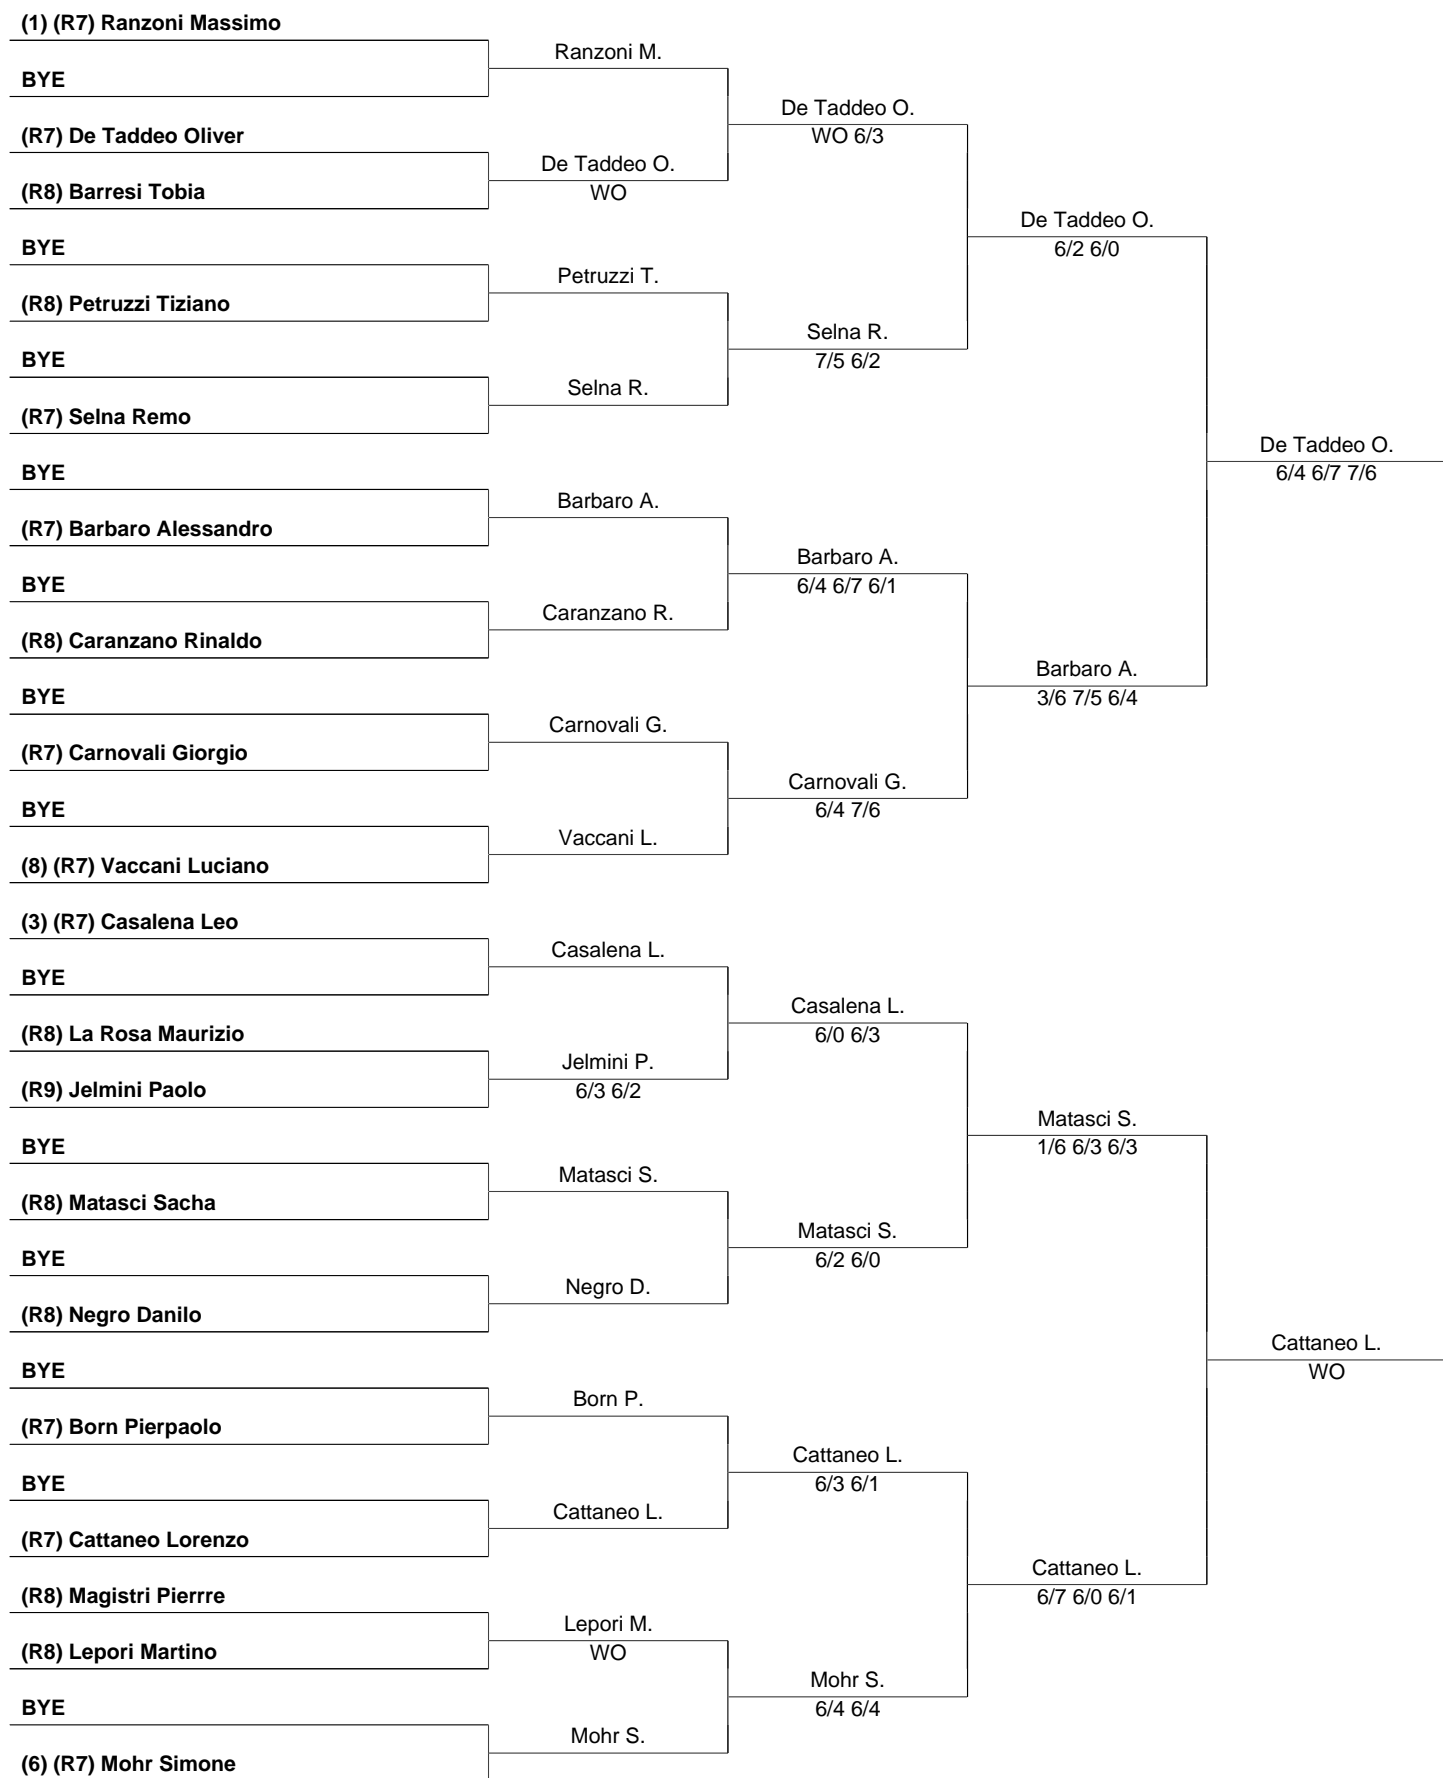 (1) (R7) Ranzoni Massimo
Ranzoni M.
BYE
De Taddeo O.
WO 6/3
(R7) De Taddeo Oliver
De Taddeo O.
WO
(R8) Barresi Tobia
De Taddeo O.
6/2 6/0
BYE
Petruzzi T.
(R8) Petruzzi Tiziano
Selna R.
7/5 6/2
BYE
Selna R.
(R7) Selna Remo
De Taddeo O.
6/4 6/7 7/6
BYE
Barbaro A.
(R7) Barbaro Alessandro
Barbaro A.
6/4 6/7 6/1
BYE
Caranzano R.
(R8) Caranzano Rinaldo
Barbaro A.
3/6 7/5 6/4
BYE
Carnovali G.
(R7) Carnovali Giorgio
Carnovali G.
6/4 7/6
BYE
Vaccani L.
(8) (R7) Vaccani Luciano
(3) (R7) Casalena Leo
Casalena L.
BYE
Casalena L.
6/0 6/3
(R8) La Rosa Maurizio
Jelmini P.
6/3 6/2
(R9) Jelmini Paolo
Matasci S.
1/6 6/3 6/3
BYE
Matasci S.
(R8) Matasci Sacha
Matasci S.
6/2 6/0
BYE
Negro D.
(R8) Negro Danilo
Cattaneo L.
WO
BYE
Born P.
(R7) Born Pierpaolo
Cattaneo L.
6/3 6/1
BYE
Cattaneo L.
(R7) Cattaneo Lorenzo
Cattaneo L.
6/7 6/0 6/1
(R8) Magistri Pierrre
Lepori M.
WO
(R8) Lepori Martino
Mohr S.
6/4 6/4
BYE
Mohr S.
(6) (R7) Mohr Simone